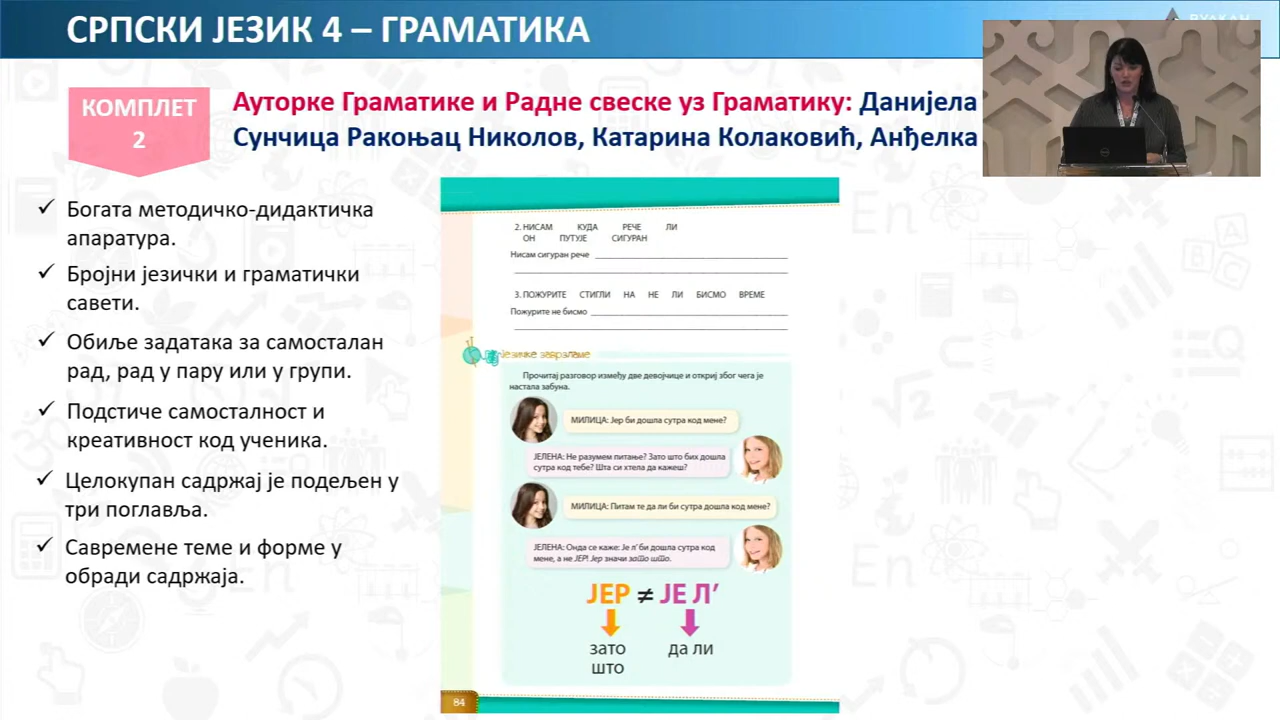 СРПСКИ ЈЕЗИК 4 – ГРАМАТИКА
КОМПЛЕТ
2
Ауторке Граматике и Радне свеске уз Граматику: Данијела
Сунчица Ракоњац Николов, Катарина Колаковић, Анђелка
✓ Богата методичко-дидактичка
апаратура.
✓ Бројни језички и граматички
савети.
✓ Обиље задатака за самосталан
рад, рад у пару или у групи.
✓ Подстиче самосталност и
креативност код ученика.
✓ Целокупан садржај је подељен у
три поглавља.
✓ Савремене теме и форме у
обради садржаја.
2. НИСАМ КУДА РЕЧЕ ЛИ
ОН ПУТУЈЕ СИГУРАН
Нисам сигуран рече
3. ПОЖУРИТЕ СТИГЛИ НА НЕ ЛИ БИСМО ВРЕМЕ
Пожурите не бисмо
Језичке заврзламе
Прочитај разговор између две девојчице и откриј због чега је
настала забуна.
МИЛИЦА: Јер би дошла сутра код мене?
ЈЕЛЕНА: Не разумем питање? Зато што бих дошла
сутра код тебе? Шта си хтела да кажеш?
МИЛИЦА: Питам те да ли би сутра дошла код мене?
ЈЕЛЕНА: Онда се каже: Је л' би дошла сутра код
мене, а не ЈЕР! Јер значи зато што.
ЈЕР ≠ ЈЕ Л'
зато да ли
што
84